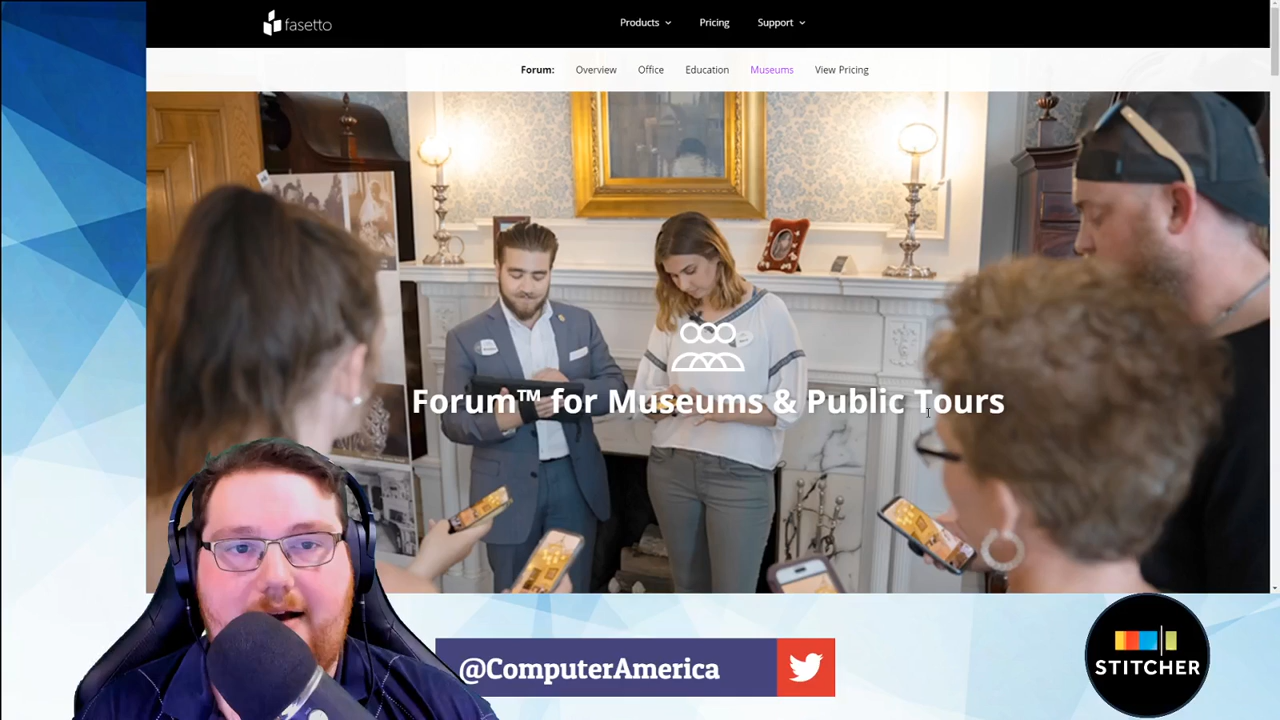 fasetto
Products
Pricing
Support
Forum:
Overview
Office
Education
Museums
View Pricing
Forum™ for Museums & Public Tours
@ComputerAmerica
STITCHER